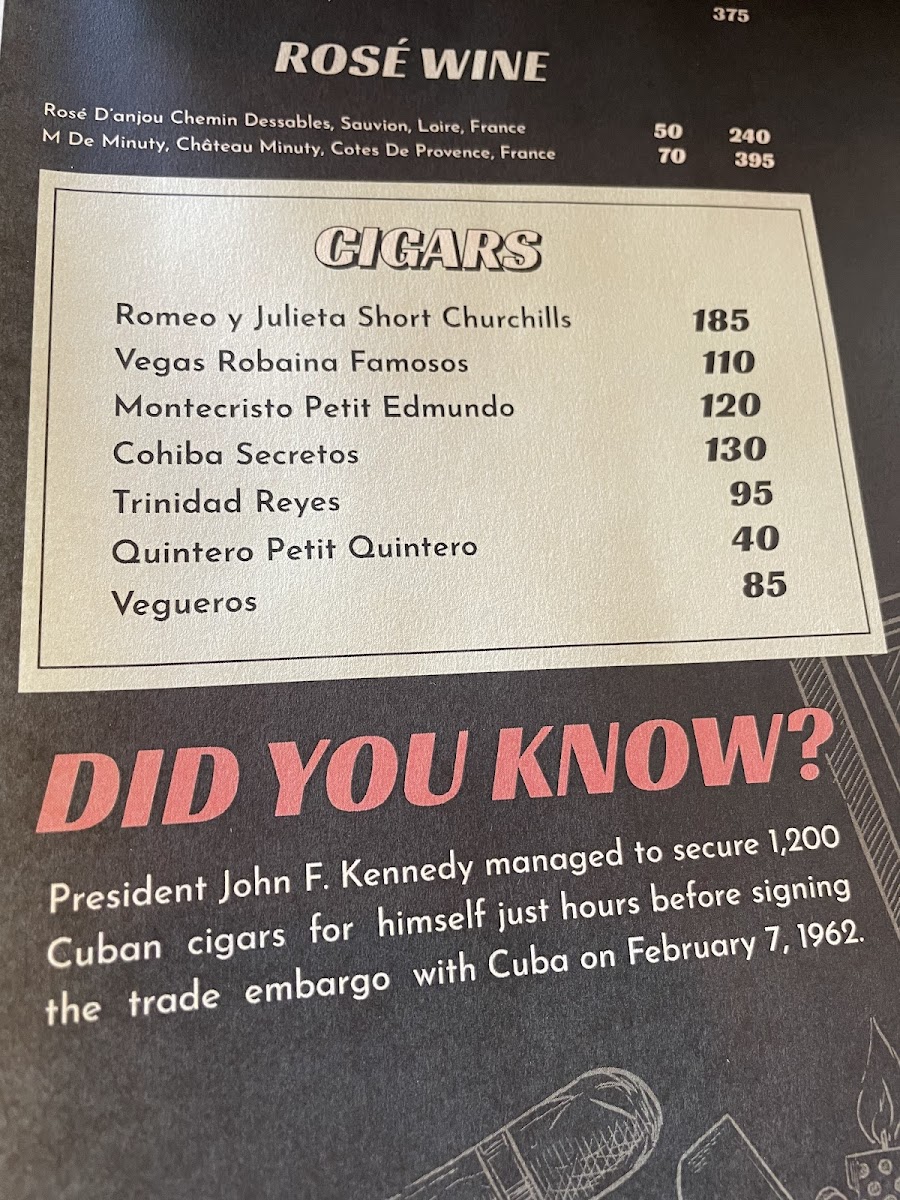 375
ROSÉ WINE
Rosé D'anjou Chemin Dessables, Sauvion, Loire, France 50 240
M De Minuty, Château Minuty, Cotes De Provence, France 70 395
CIGARS
Romeo y Julieta Short Churchills 185
Vegas Robaina Famosos 110
Montecristo Petit Edmundo 120
Cohiba Secretos 130
Trinidad Reyes 95
Quintero Petit Quintero 40
Vegueros 85
DID YOU KNOW?
President John F. Kennedy managed to secure 1,200
Cuban cigars for himself just hours before signing
the trade embargo with Cuba on February 7, 1962.